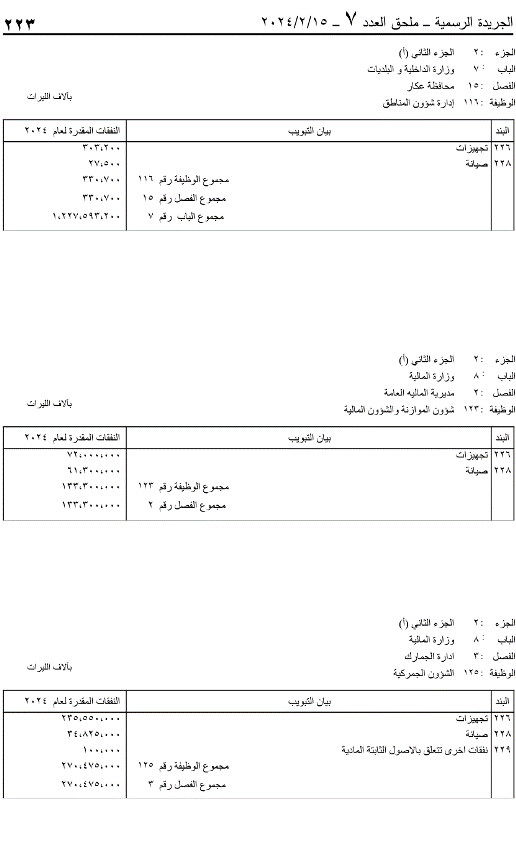 الجريدة الرسمية ــ ملحق العدد ٧ ــ ٢٠٢٤/٢/١٥ ٢٢٣
الجزء : ٢ الجزء الثاني (أ)
الباب : ٧ وزارة الداخلية و البلديات
الفصل : ١٥ محافظة عكار
الوظيفة : ١١٦ إدارة شؤون المناطق
بآلاف الليرات
البند بيان التبويب النفقات المقدرة لعام ٢٠٢٤
٢٢٦ تجهيزات ٣٠٣،٢٠٠
٢٢٨ صيانة ٢٧،٥٠٠
مجموع الوظيفة رقم ١١٦ ٣٣٠،٧٠٠
مجموع الفصل رقم ١٥ ٣٣٠،٧٠٠
مجموع الباب رقم ٧ ١،٢٢٧،٥٩٣،٢٠٠
الجزء : ٢ الجزء الثاني (أ)
الباب : ٨ وزارة المالية
الفصل : ٢ مديرية الماليه العامة
الوظيفة : ١٢٣ شؤون الموازنة والشؤون المالية
بآلاف الليرات
البند بيان التبويب النفقات المقدرة لعام ٢٠٢٤
٢٢٦ تجهيزات ٧٢،٠٠٠،٠٠٠
٢٢٨ صيانة ٦١،٣٠٠،٠٠٠
مجموع الوظيفة رقم ١٢٣ ١٣٣،٣٠٠،٠٠٠
مجموع الفصل رقم ٢ ١٣٣،٣٠٠،٠٠٠
الجزء : ٢ الجزء الثاني (أ)
الباب : ٨ وزارة المالية
الفصل : ٣ ادارة الجمارك
الوظيفة : ١٢٥ الشؤون الجمركية
بآلاف الليرات
البند بيان التبويب النفقات المقدرة لعام ٢٠٢٤
٢٢٦ تجهيزات ٢٣٥،٥٥٠،٠٠٠
٢٢٨ صيانة ٣٤،٨٢٥،٠٠٠
٢٢٩ نفقات اخرى تتعلق بالاصول الثابتة المادية ١٠٠،٠٠٠
مجموع الوظيفة رقم ١٢٥ ٢٧٠،٤٧٥،٠٠٠
مجموع الفصل رقم ٣ ٢٧٠،٤٧٥،٠٠٠